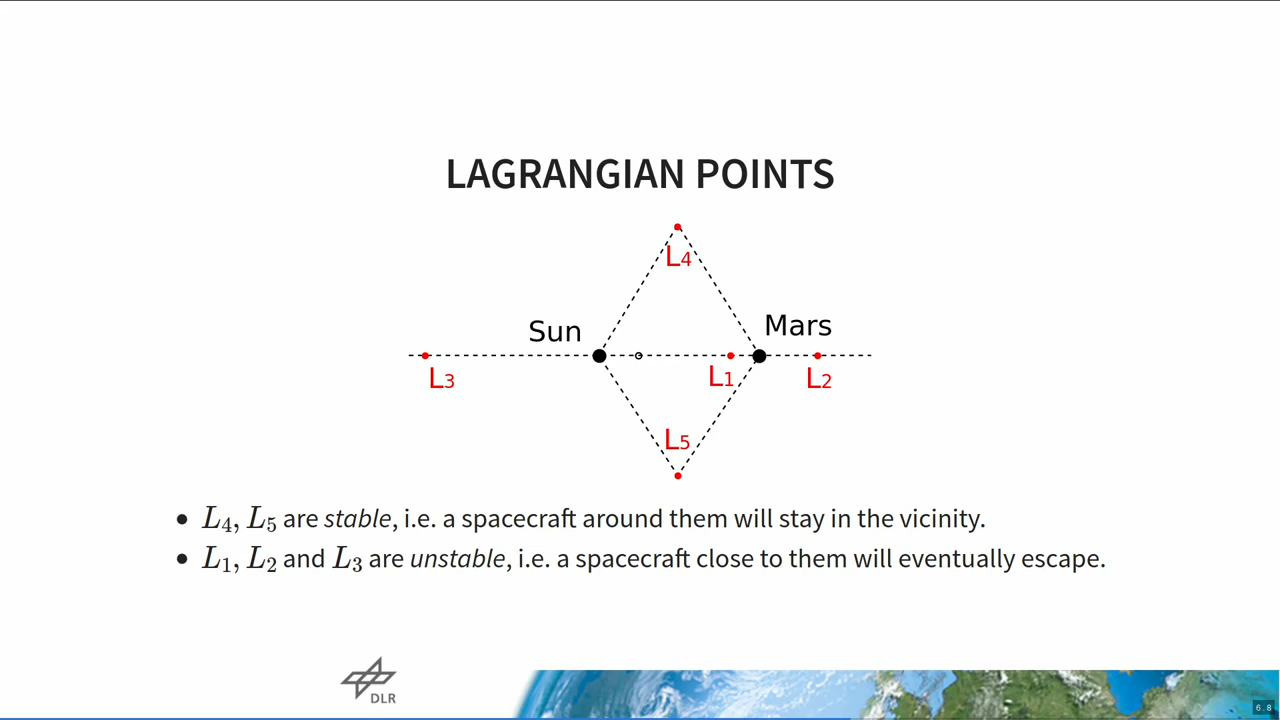 LAGRANGIAN POINTS
L4
Sun
Mars
L3
L1
L2
L5
• L4, L5 are stable, i.e. a spacecraft around them will stay in the vicinity.
• L1, L2 and L3 are unstable, i.e. a spacecraft close to them will eventually escape.
DLR
6.8